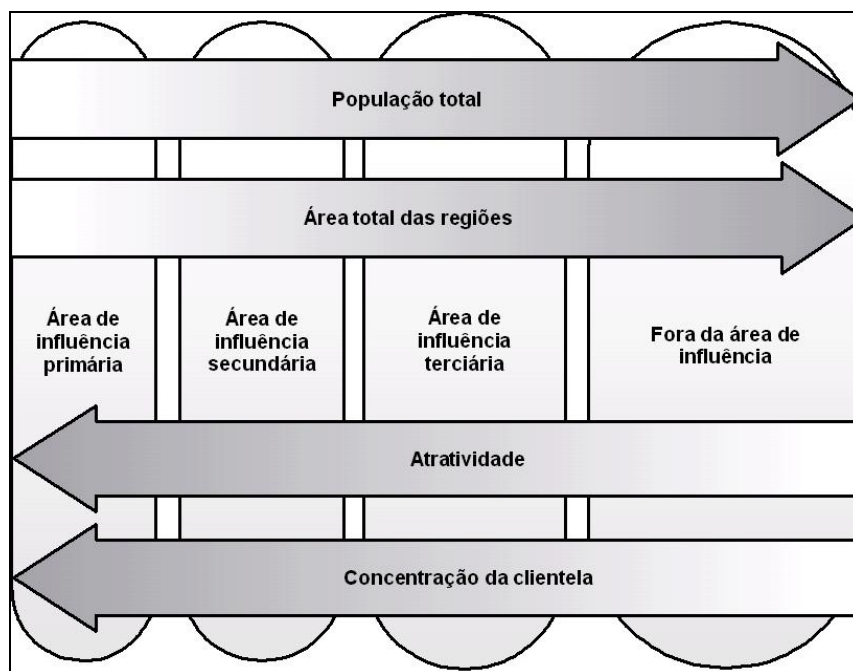 População total
Área total das regiões
Área de
influência
primária
Área de
influência
secundária
Área de
influência
terciária
Fora da área de
influência
Atratividade
Concentração da clientela